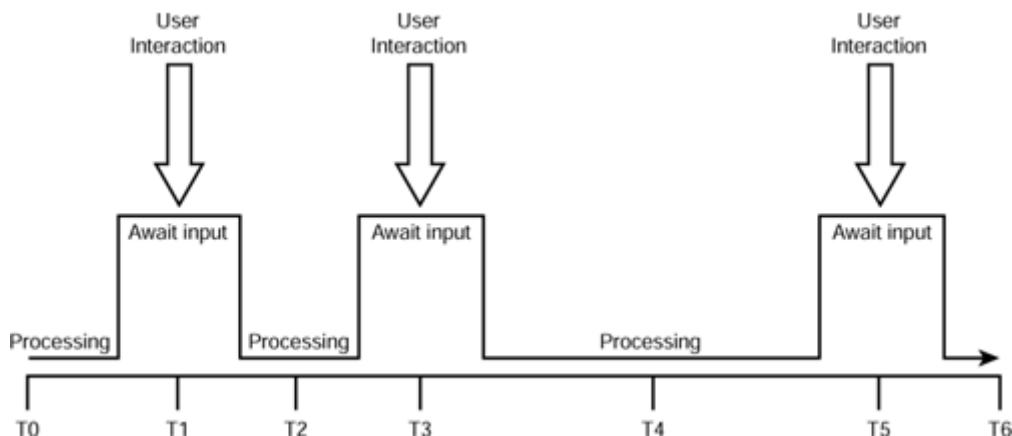 User
Interaction
User
Interaction
User
Interaction
Await input
Await input
Await input
Processing
Processing
Processing
T0
T1
T2
T3
T4
T5
T6